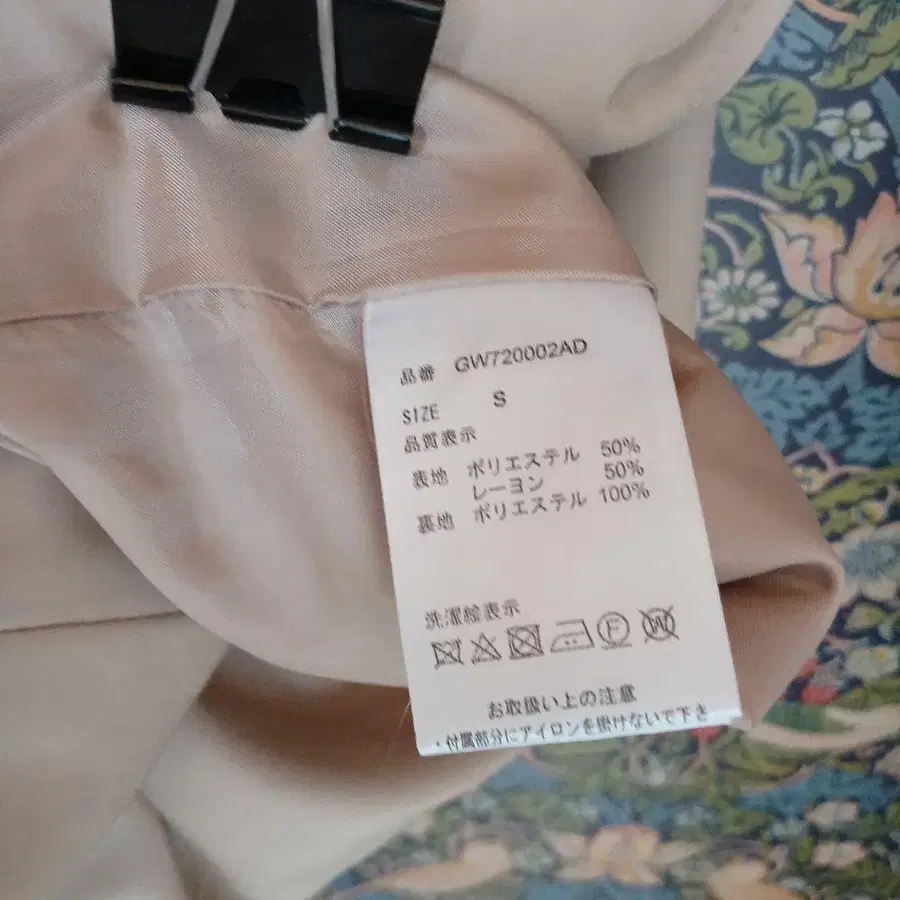 品番 GW720002AD
SIZE S
品質表示
表地 ポリエステル 50%
レーヨン 50%
裏地 ポリエステル 100%
洗濯絵表示
F W
お取扱い上の注意
・付属部分にアイロンを掛けないで下さ